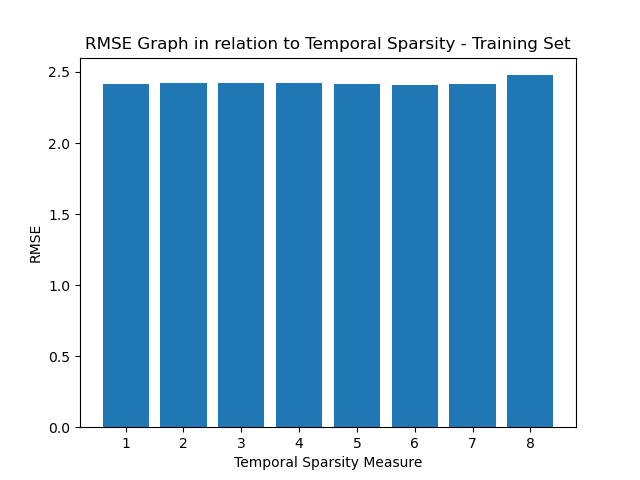 RMSE Graph in relation to Temporal Sparsity - Training Set
2.5
2.0
1.5
1.0
0.5
0.0
RMSE
1 2 3 4 5 6 7 8
Temporal Sparsity Measure